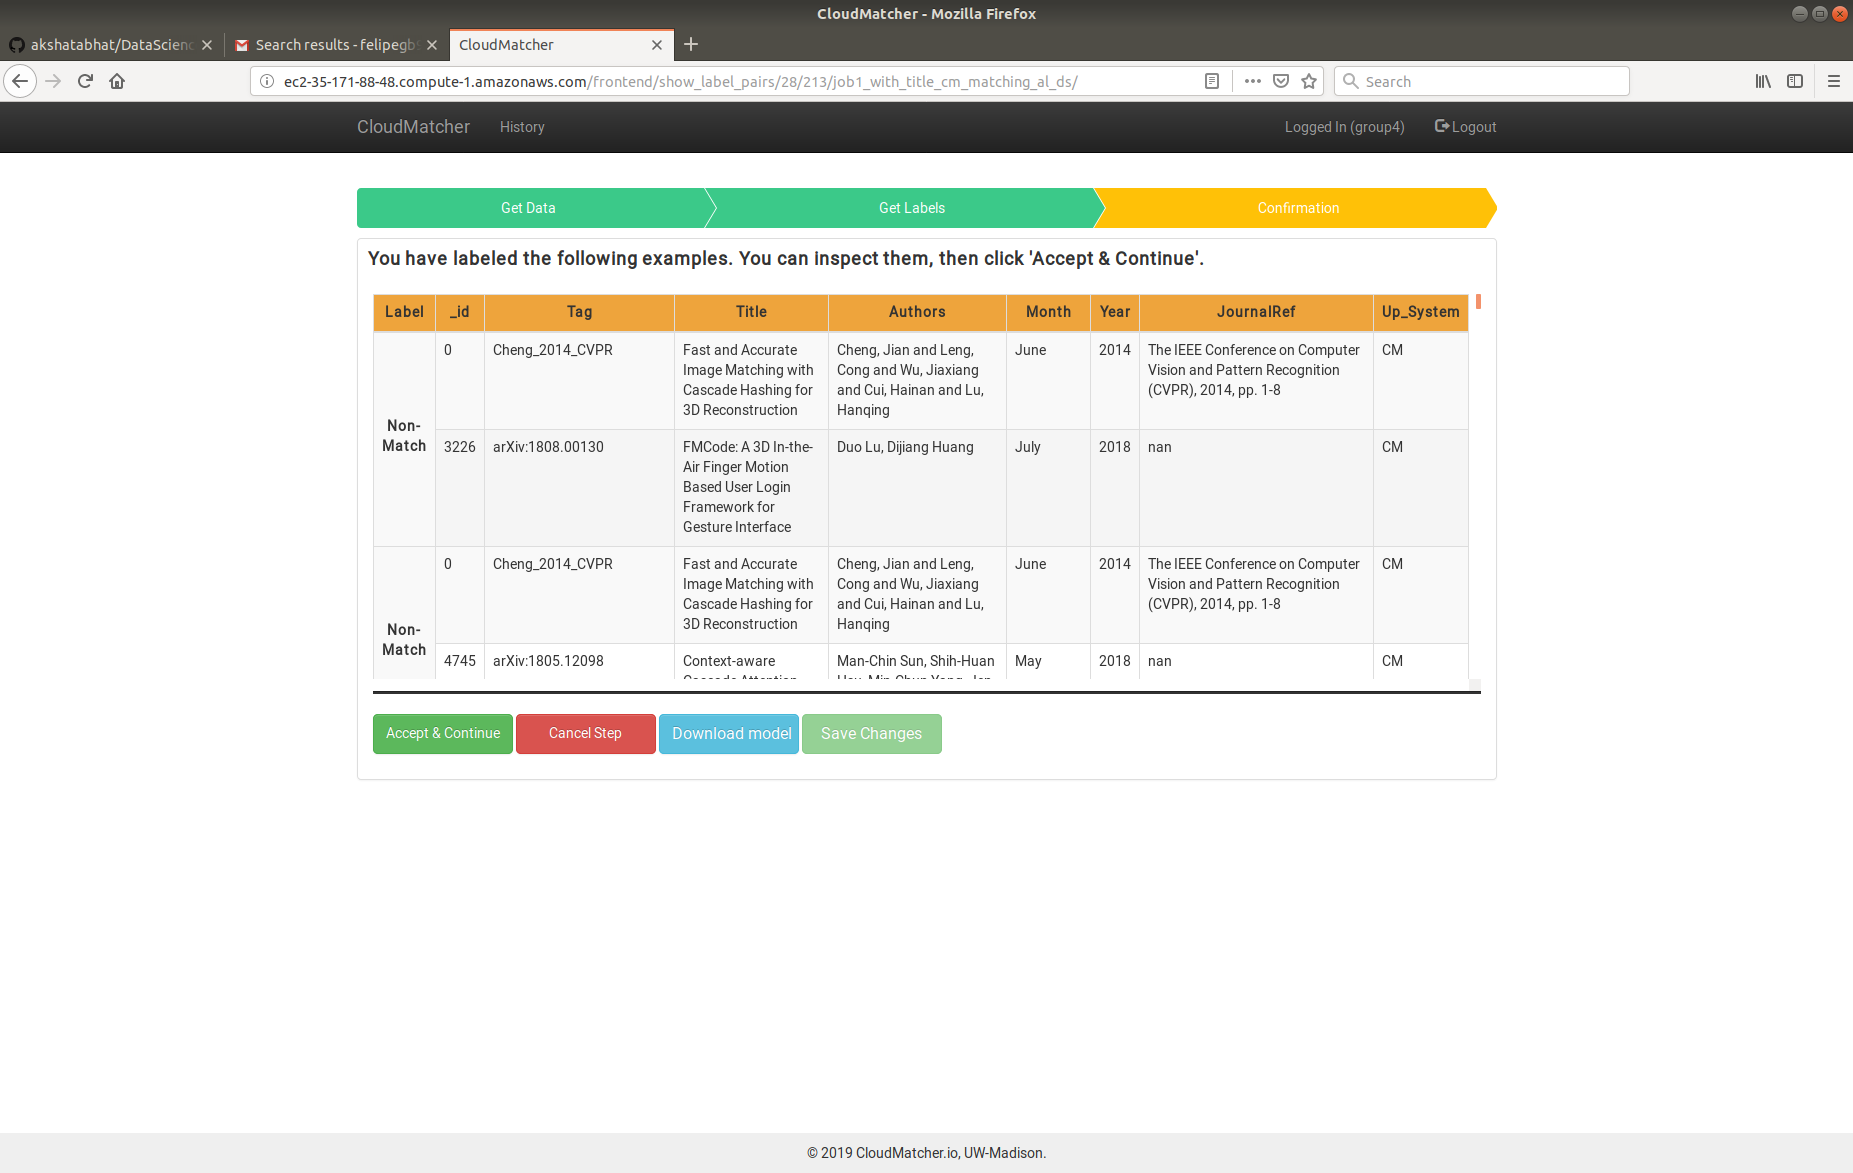 CloudMatcher - Mozilla Firefox
akshatabhat/DataScienc
Search results - felipegb
CloudMatcher
ec2-35-171-88-48.compute-1.amazonaws.com/frontend/show_label_pairs/28/213/job1_with_title_cm_matching_al_ds/
Search
CloudMatcher History Logged In (group4) Logout
Get Data Get Labels Confirmation
You have labeled the following examples. You can inspect them, then click 'Accept & Continue'.
Label _id Tag Title Authors Month Year JournalRef Up_System
0 Cheng_2014_CVPR Fast and Accurate Cheng, Jian and Leng, June 2014 The IEEE Conference on Computer CM
Image Matching with Cong and Wu, Jiaxiang Vision and Pattern Recognition
Cascade Hashing for and Cui, Hainan and Lu, (CVPR), 2014, pp. 1-8
3D Reconstruction Hanqing
Non-
Match
3226 arXiv:1808.00130 FMCode: A 3D In-the- Duo Lu, Dijiang Huang July 2018 nan CM
Air Finger Motion
Based User Login
Framework for
Gesture Interface
0 Cheng_2014_CVPR Fast and Accurate Cheng, Jian and Leng, June 2014 The IEEE Conference on Computer CM
Image Matching with Cong and Wu, Jiaxiang Vision and Pattern Recognition
Cascade Hashing for and Cui, Hainan and Lu, (CVPR), 2014, pp. 1-8
3D Reconstruction Hanqing
Non-
Match
4745 arXiv:1805.12098 Context-aware Man-Chin Sun, Shih-Huan May 2018 nan CM
Accept & Continue Cancel Step Download model Save Changes
© 2019 CloudMatcher.io, UW-Madison.